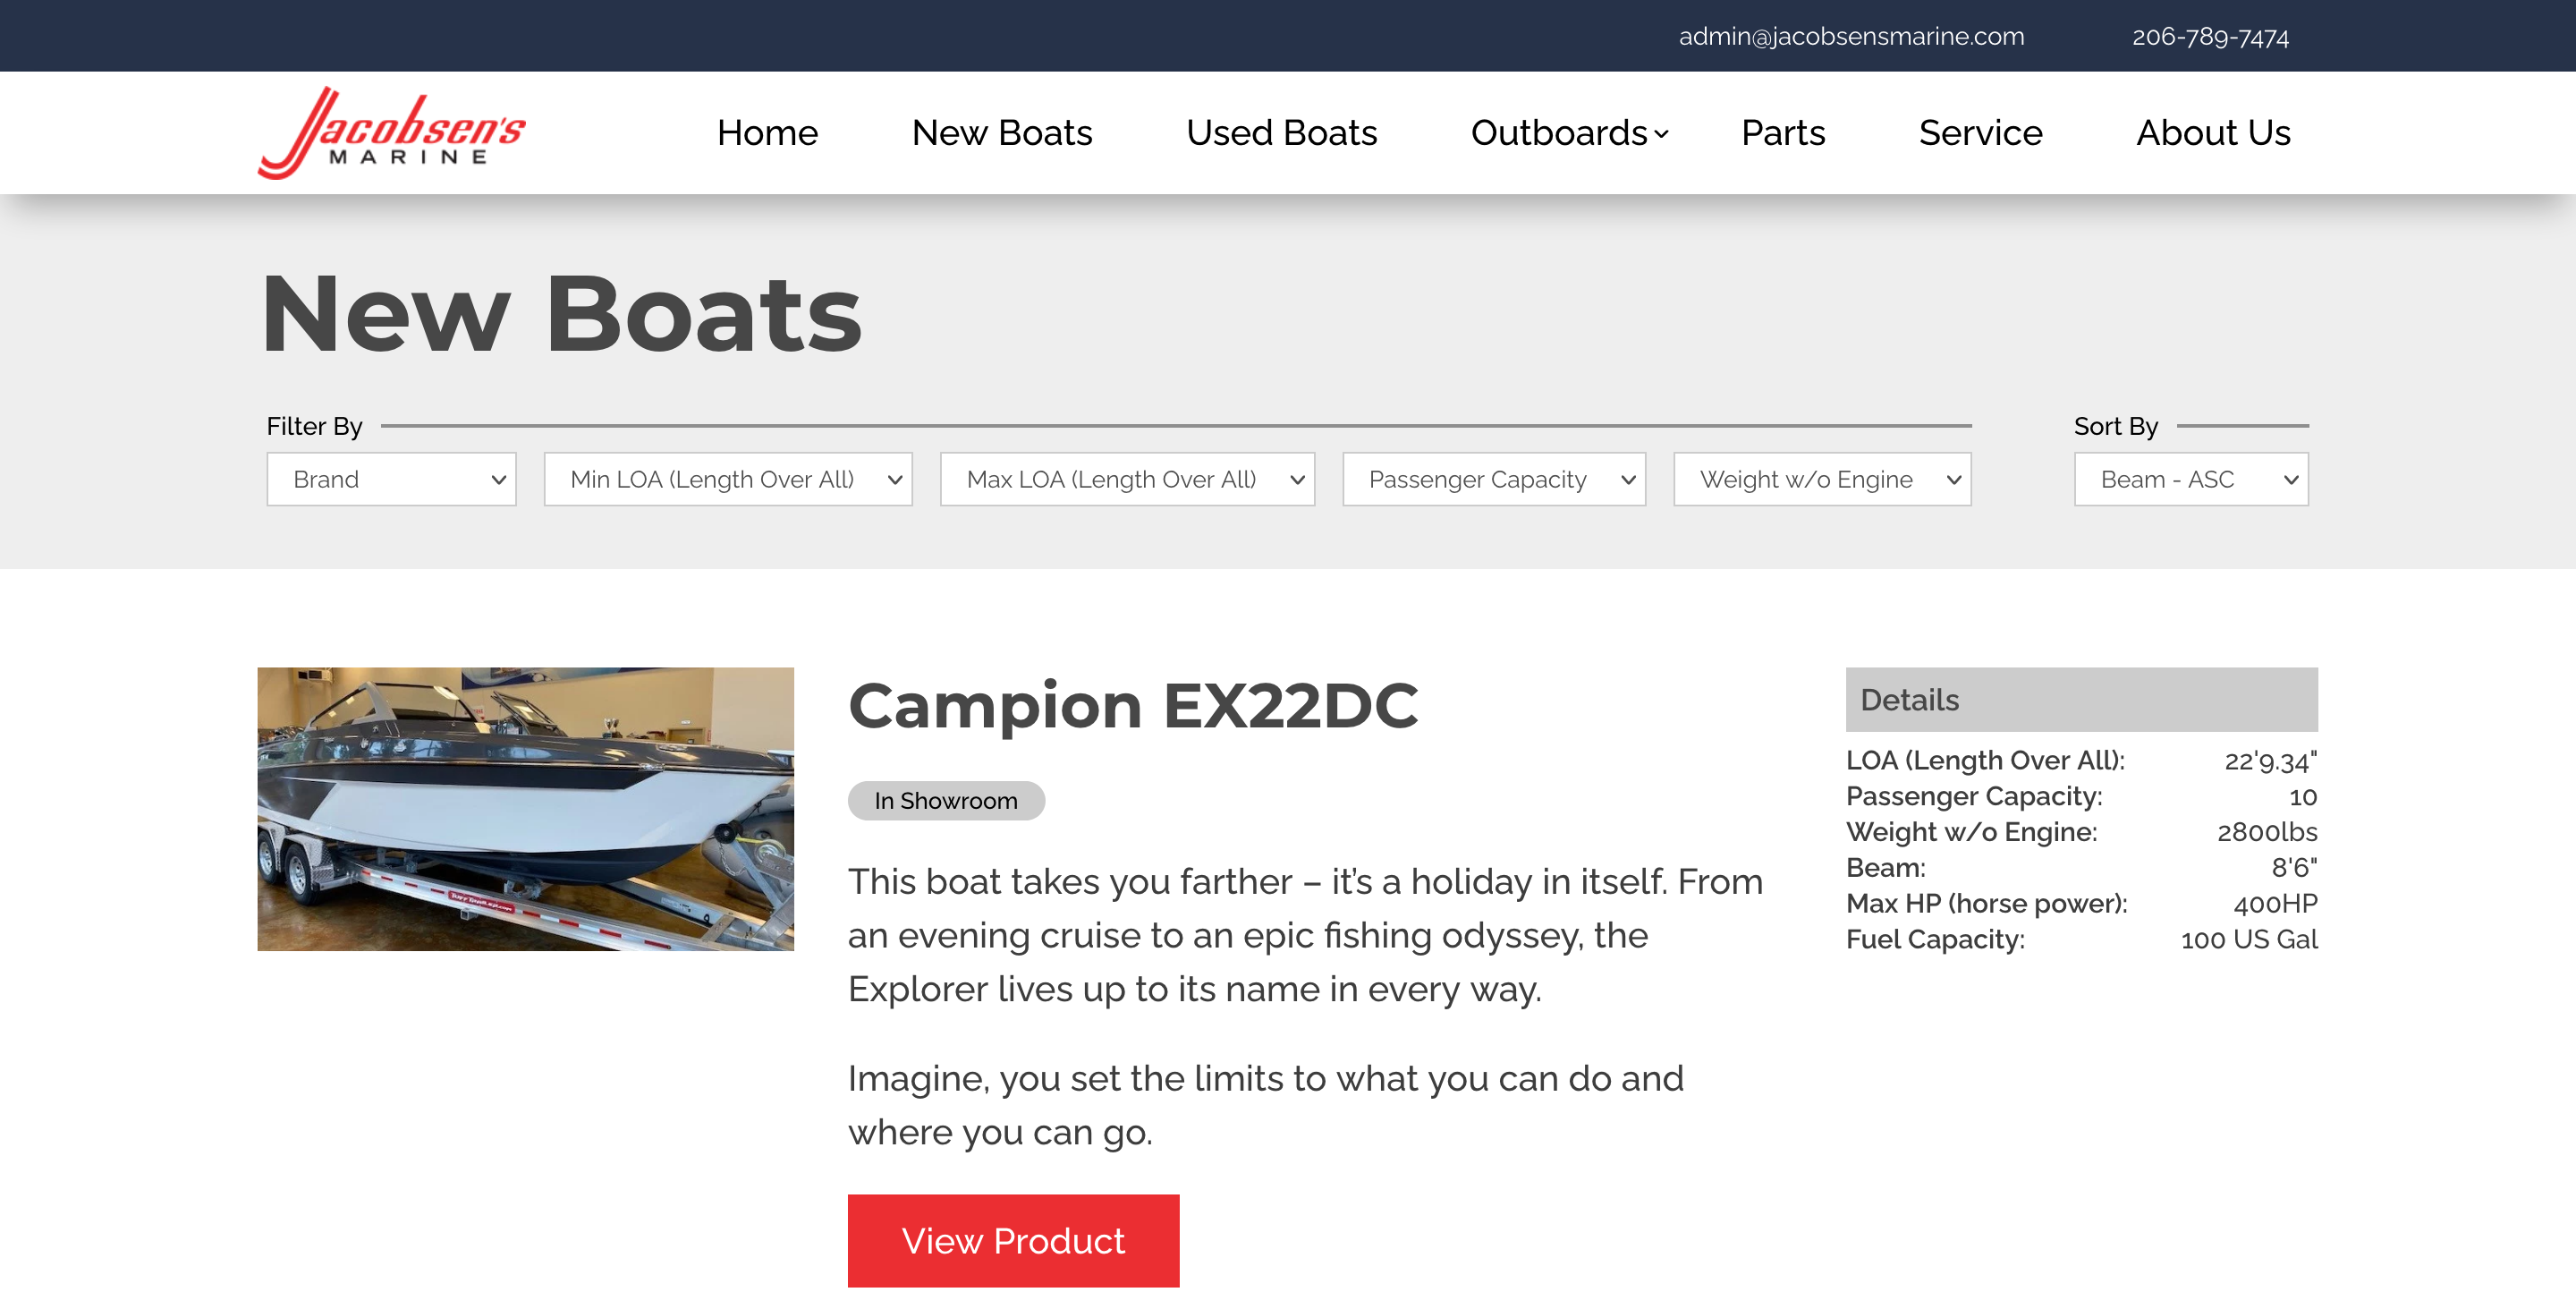 admin@jacobsensmarine.com 206-789-7474
Jacobsen's
MARINE
Home New Boats Used Boats Outboards Parts Service About Us
New Boats
Filter By Sort By
Brand Min LOA (Length Over All) Max LOA (Length Over All) Passenger Capacity Weight w/o Engine Beam - ASC
Campion EX22DC
In Showroom
This boat takes you farther – it’s a holiday in itself. From
an evening cruise to an epic fishing odyssey, the
Explorer lives up to its name in every way.
Imagine, you set the limits to what you can do and
where you can go.
View Product
Details
LOA (Length Over All): 22'9.34"
Passenger Capacity: 10
Weight w/o Engine: 2800lbs
Beam: 8'6"
Max HP (horse power): 400HP
Fuel Capacity: 100 US Gal